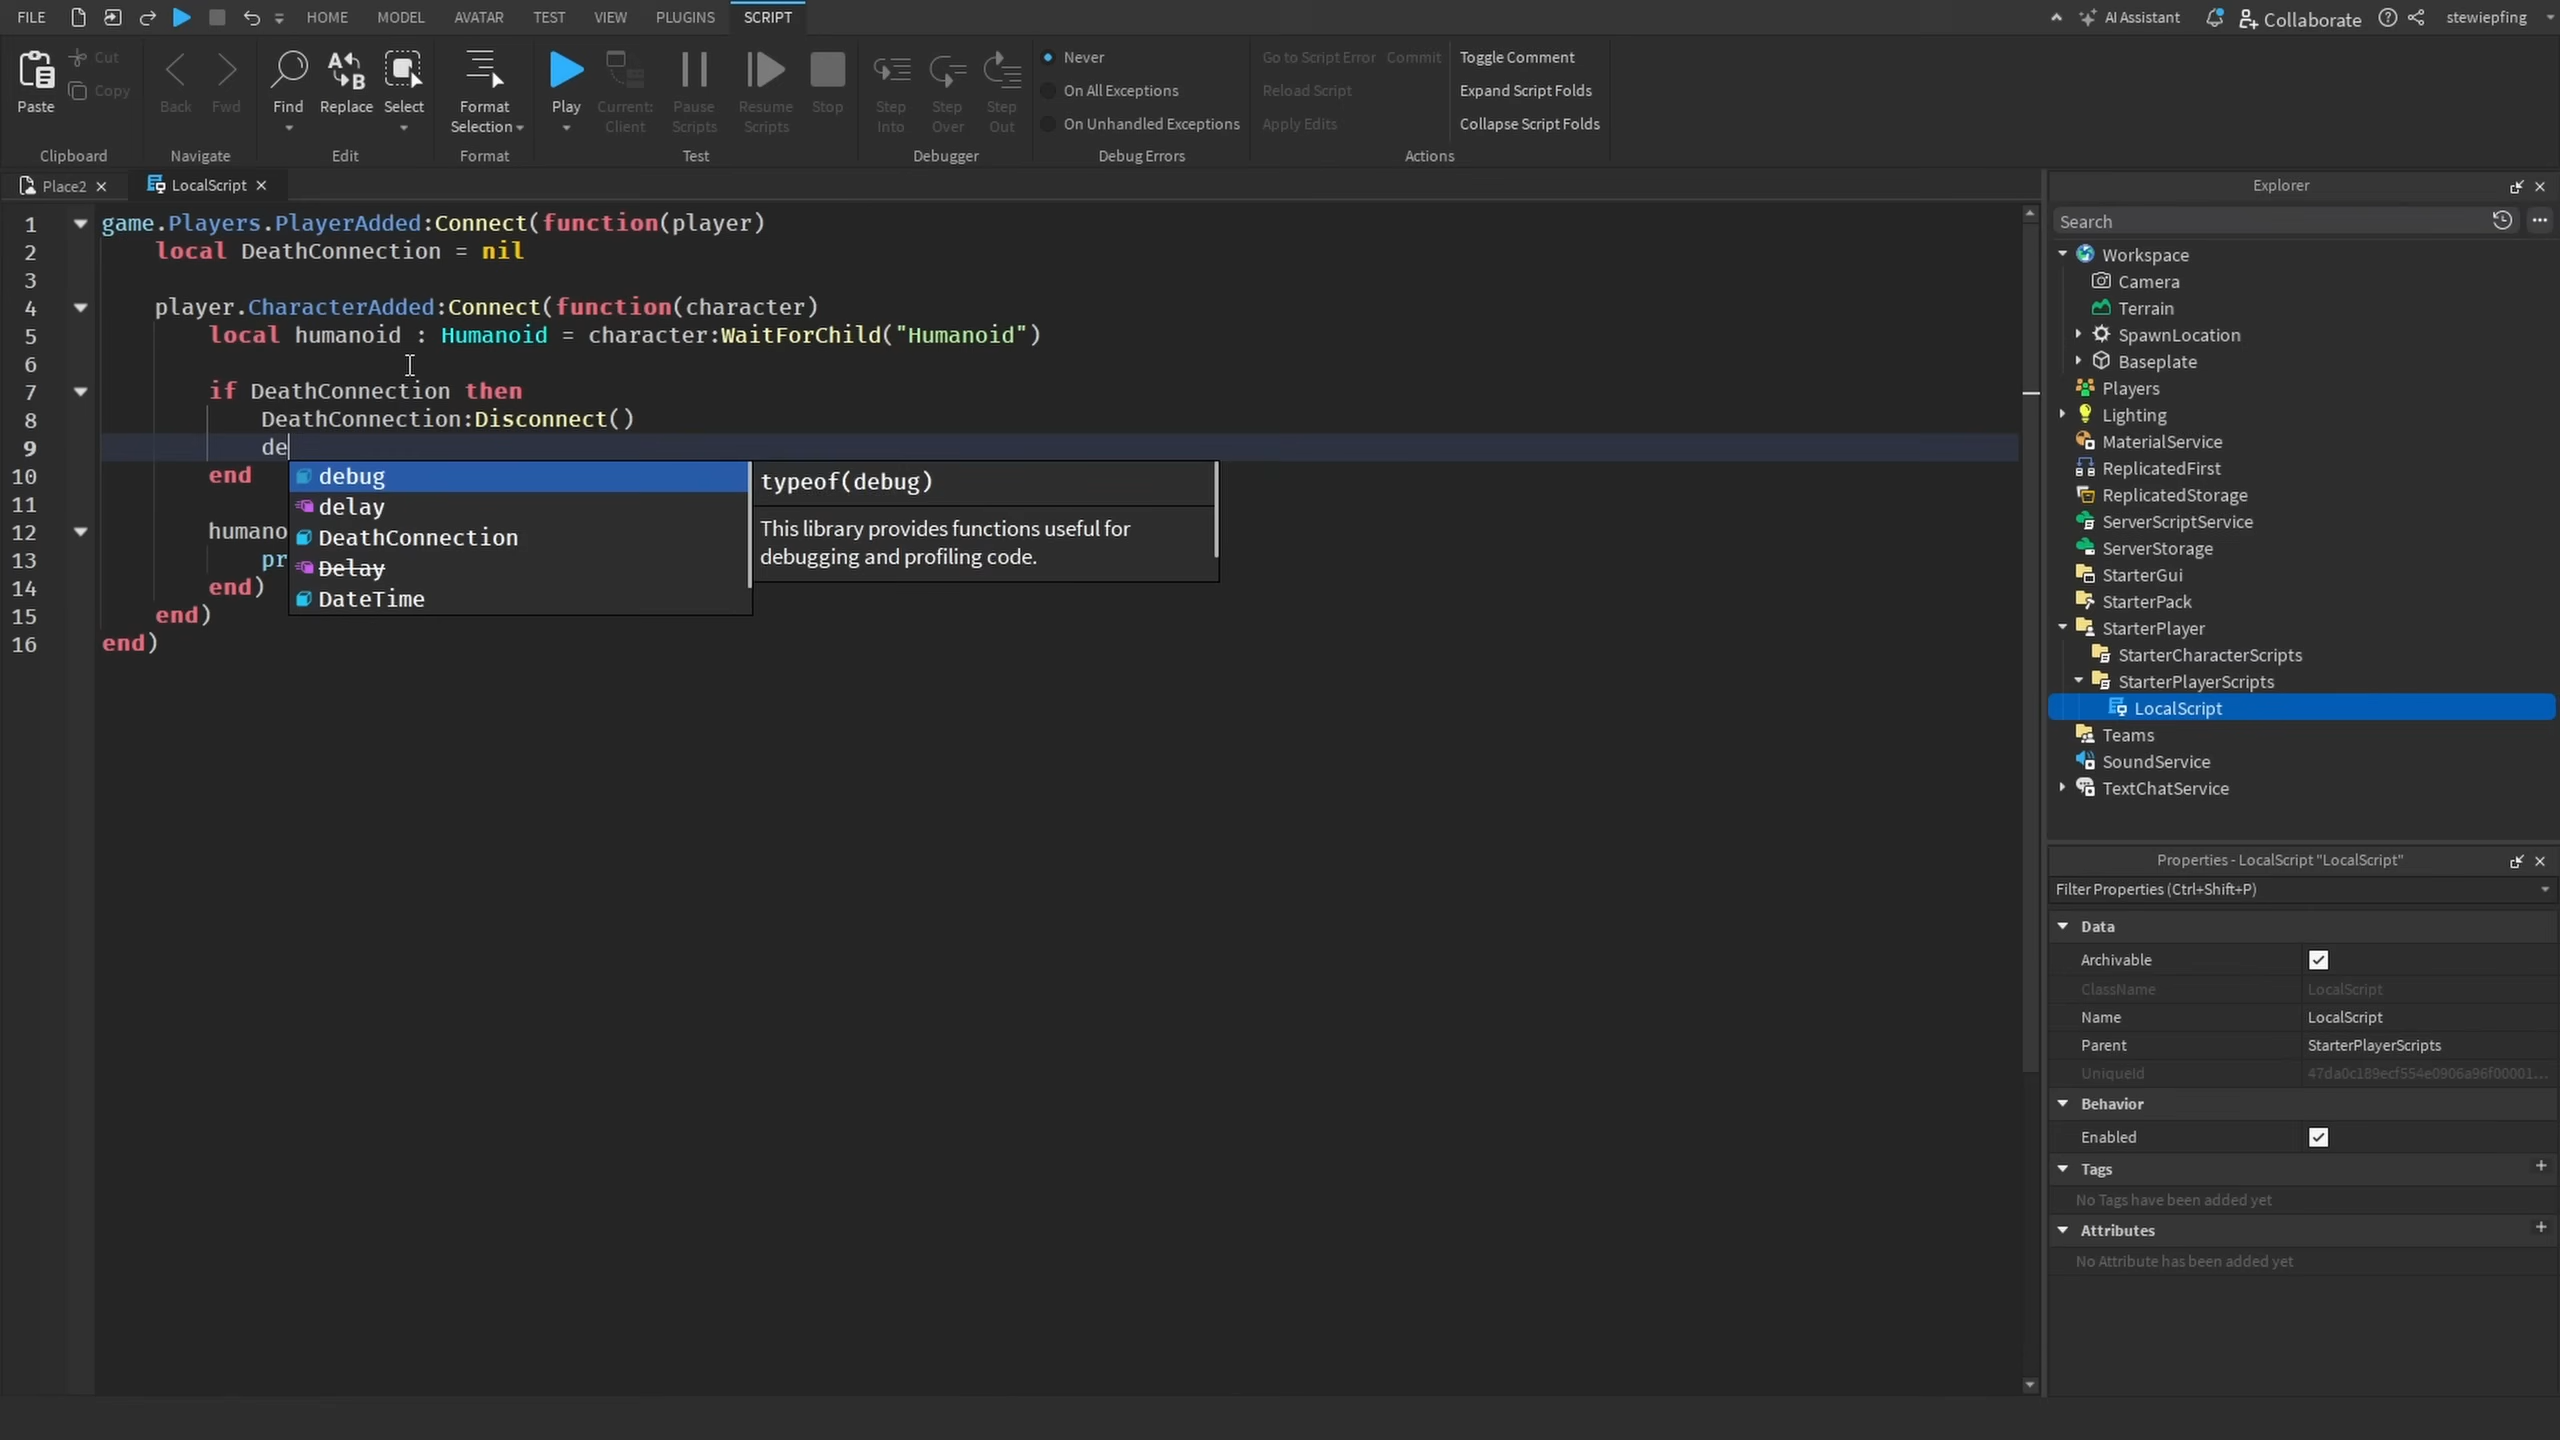 FILE HOME MODEL AVATAR TEST VIEW PLUGINS SCRIPT AI Assistant Collaborate stewiepfing
Paste Cut Copy Back Fwd Find Replace Select Format Selection Play Current: Client Pause Scripts Resume Scripts Stop Step Into Step Over Step Out
Never Go to Script Error Commit Toggle Comment
On All Exceptions Reload Script Expand Script Folds
On Unhandled Exceptions Apply Edits Collapse Script Folds
Clipboard Navigate Edit Format Test Debugger Debug Errors Actions
Place2 LocalScript
1 game.Players.PlayerAdded:Connect(function(player)
2 local DeathConnection = nil
3
4 player.CharacterAdded:Connect(function(character)
5 local humanoid : Humanoid = character:WaitForChild("Humanoid")
6
7 if DeathConnection then
8 DeathConnection:Disconnect()
9 de
10 end
11
12 humano
13 pr
14 end)
15 end)
16 end)
debug
delay
DeathConnection
Delay
DateTime
typeof(debug)
This library provides functions useful for
debugging and profiling code.
Explorer
Search
Workspace
Camera
Terrain
SpawnLocation
Baseplate
Players
Lighting
MaterialService
ReplicatedFirst
ReplicatedStorage
ServerScriptService
ServerStorage
StarterGui
StarterPack
StarterPlayer
StarterCharacterScripts
StarterPlayerScripts
LocalScript
Teams
SoundService
TextChatService
Properties - LocalScript "LocalScript"
Filter Properties (Ctrl+Shift+P)
Data
Archivable
ClassName LocalScript
Name LocalScript
Parent StarterPlayerScripts
UniqueId 47da0c189ecf554e0906a96f00001...
Behavior
Enabled
Tags
No Tags have been added yet
Attributes
No Attribute has been added yet